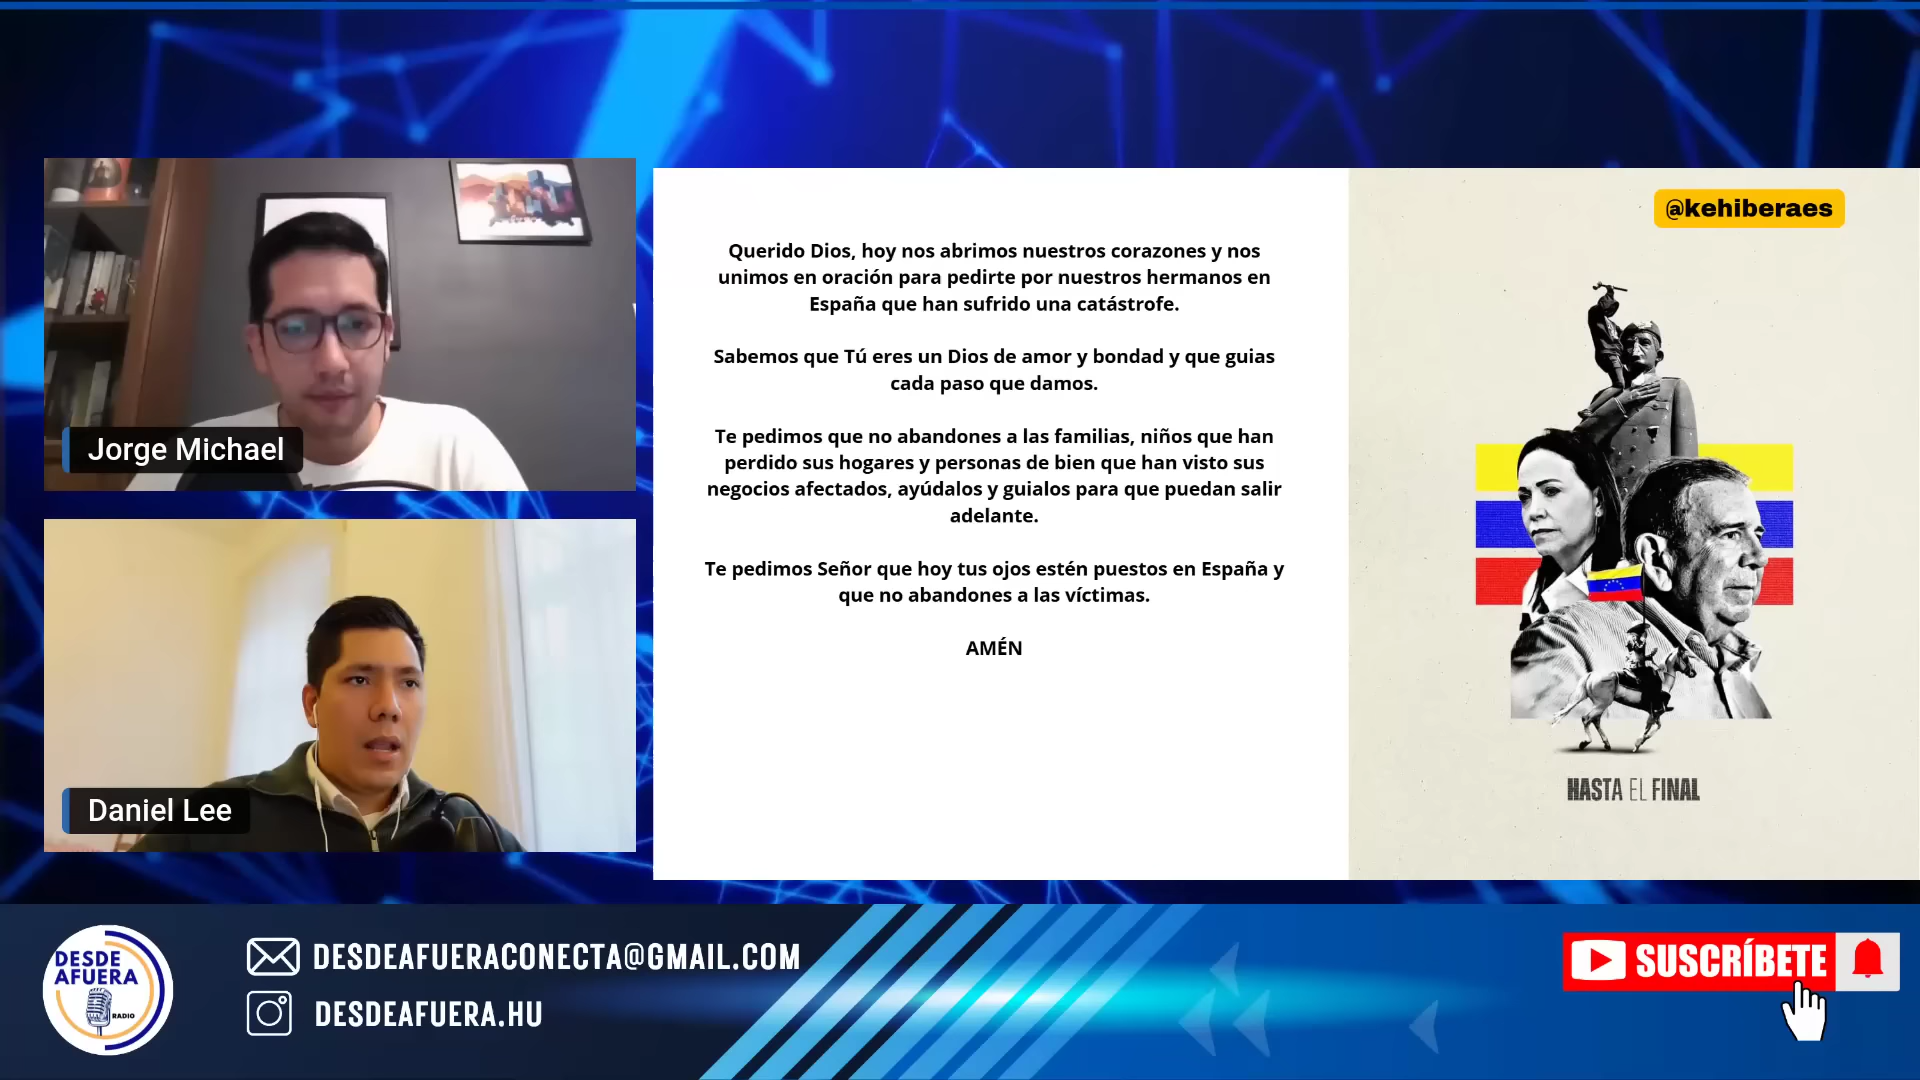 @kehiberaes
Querido Dios, hoy nos abrimos nuestros corazones y nos
unimos en oración para pedirte por nuestros hermanos en
España que han sufrido una catástrofe.
Sabemos que Tú eres un Dios de amor y bondad y que guias
cada paso que damos.
Te pedimos que no abandones a las familias, niños que han
perdido sus hogares y personas de bien que han visto sus
negocios afectados, ayúdalos y guialos para que puedan salir
adelante.
Te pedimos Señor que hoy tus ojos estén puestos en España y
que no abandones a las víctimas.
AMÉN
Jorge Michael
Daniel Lee
HASTA EL FINAL
DESDE
AFUERA
RADIO
DESDEAFUERACONECTA@GMAIL.COM
DESDEAFUERA.HU
SUSCRÍBETE